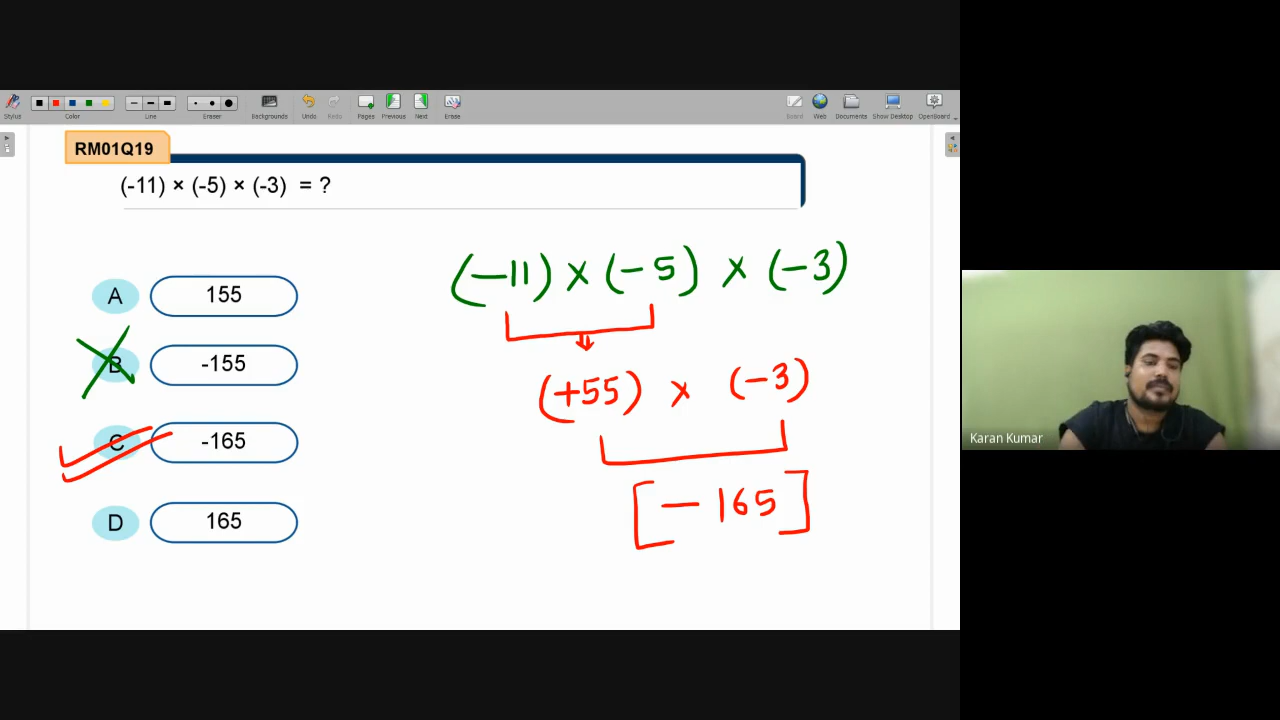 Stylus
Color
Line
Eraser
Backgrounds
Undo
Redo
Pages
Previous
Next
Erase
Board
Web
Documents
Show Desktop
OpenBoard
RM01Q19
(-11) × (-5) × (-3) = ?
(-11) × (-5) × (-3)
A 155
B -155
(+55) × (-3)
C -165
[-165]
D 165
Karan Kumar